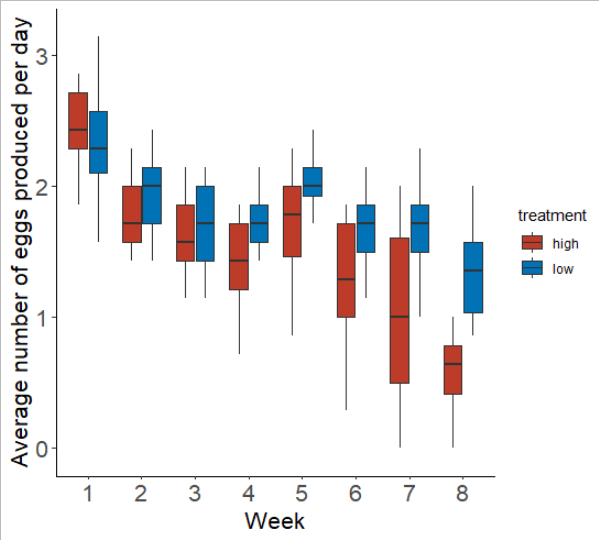 Average number of eggs produced per day
3
2
1
0
1 2 3 4 5 6 7 8
Week
treatment
high
low